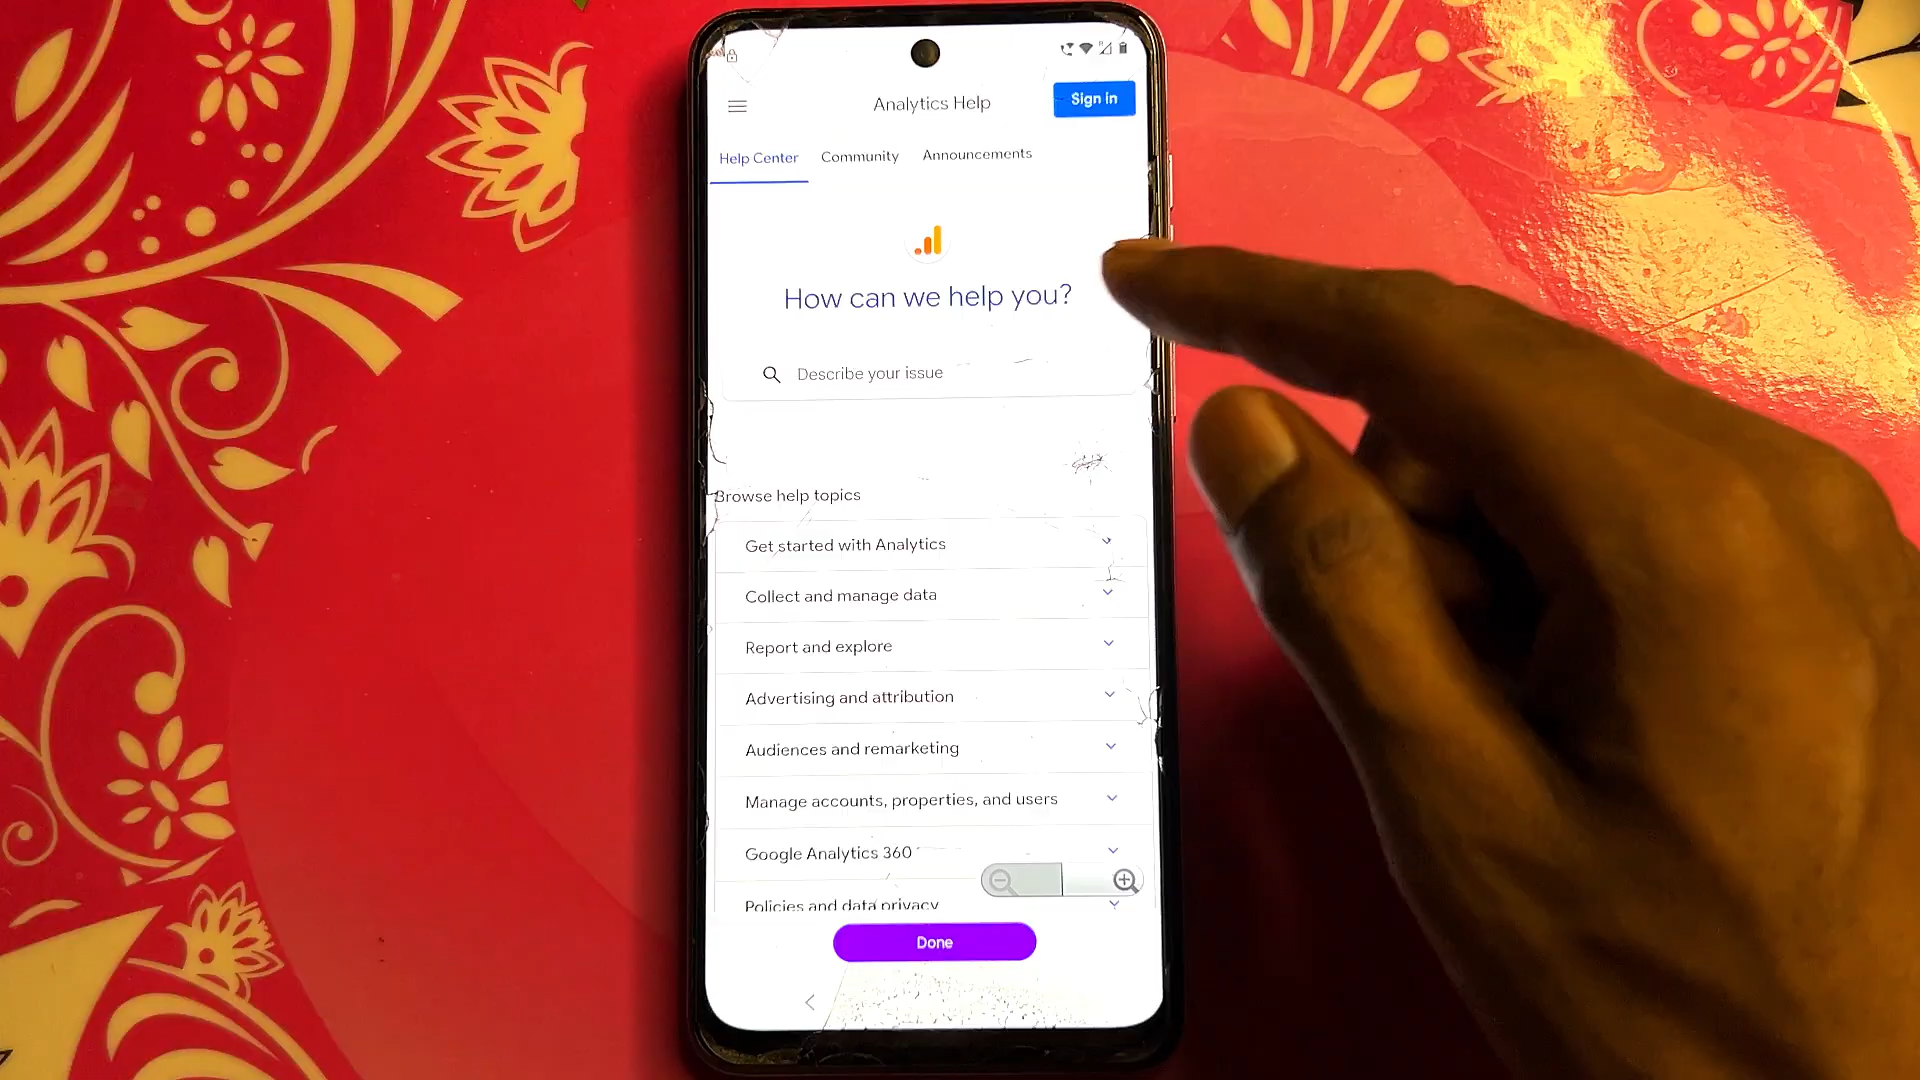 Analytics Help
Sign in
Help Center
Community
Announcements
How can we help you?
Describe your issue
Browse help topics
Get started with Analytics
Collect and manage data
Report and explore
Advertising and attribution
Audiences and remarketing
Manage accounts, properties, and users
Google Analytics 360
Policies and data privacy
Done